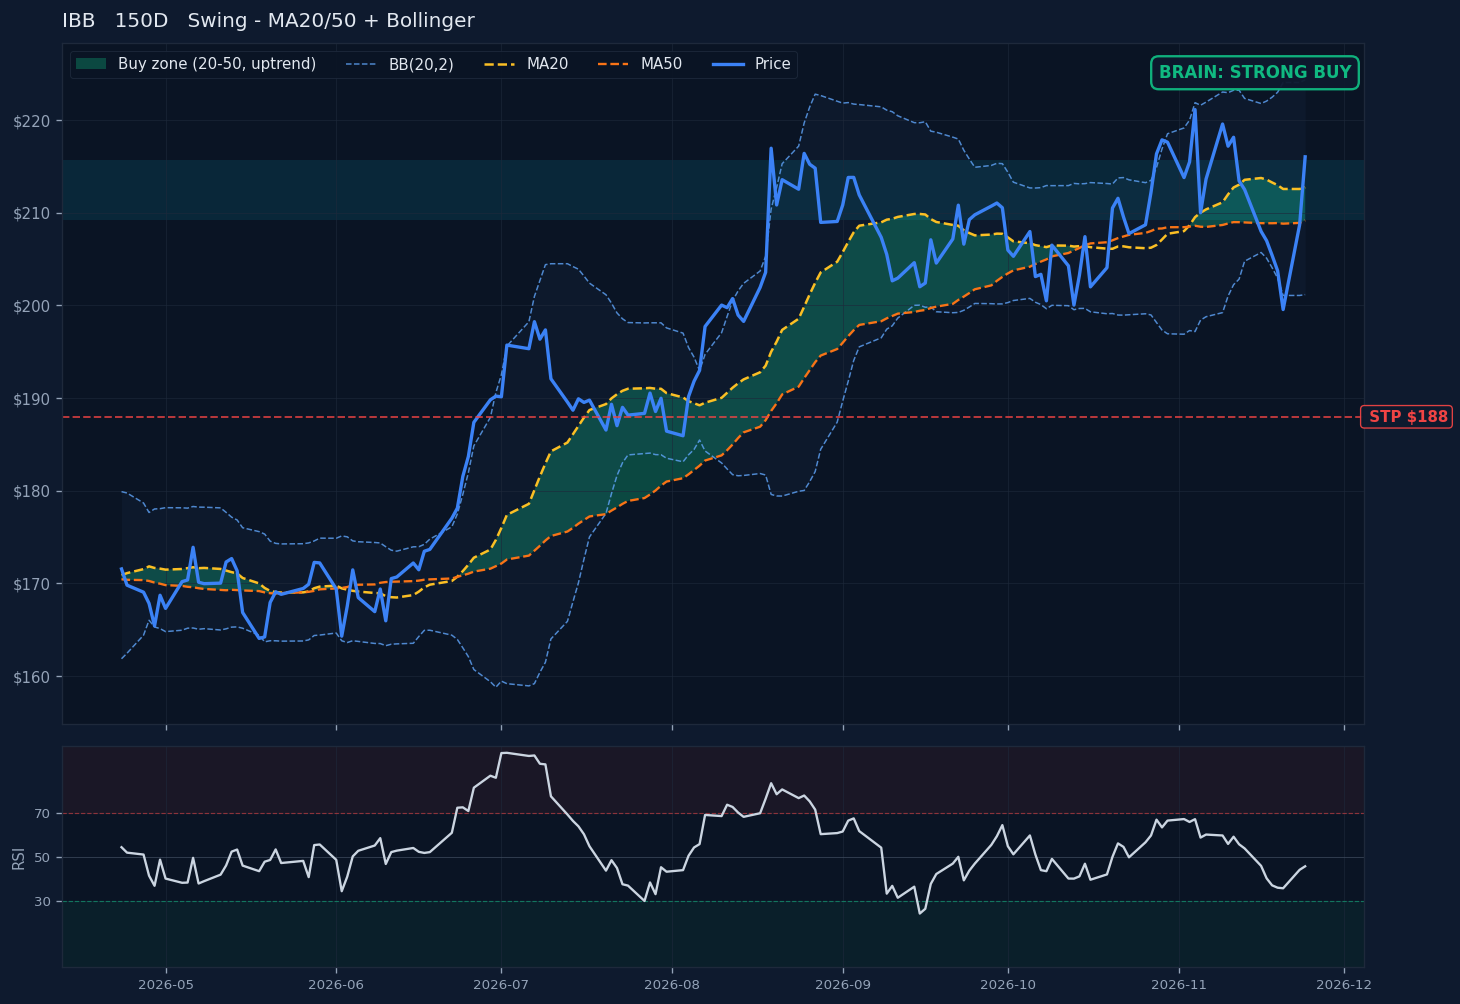 IBB   150D   Swing - MA20/50 + Bollinger
Buy zone (20-50, uptrend)
BB(20,2)
MA20
MA50
Price
BRAIN: STRONG BUY
$220
$210
$200
$190
STP $188
$180
$170
$160
70
50
30
RSI
2026-05
2026-06
2026-07
2026-08
2026-09
2026-10
2026-11
2026-12